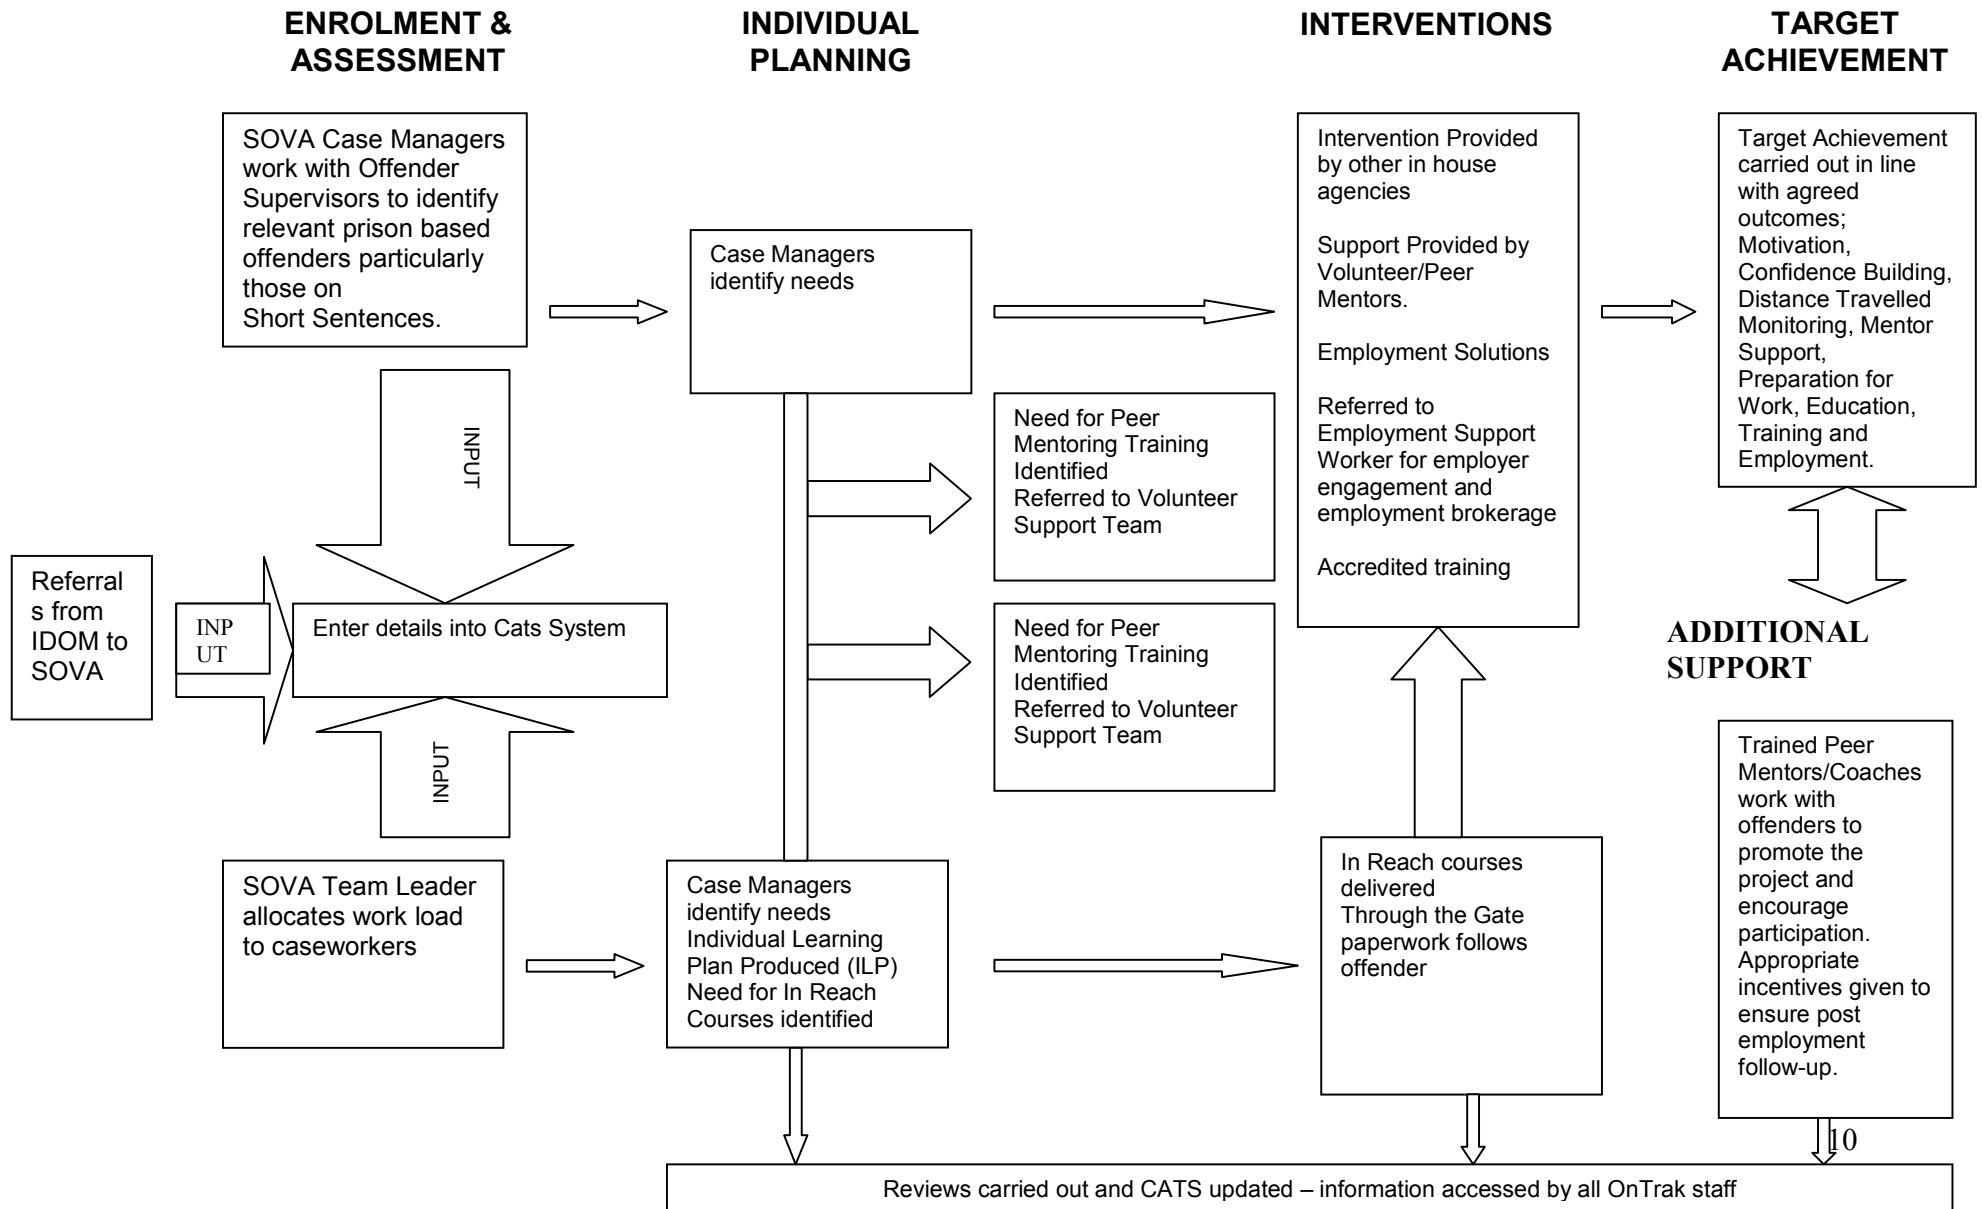 ENROLMENT &
ASSESSMENT
INDIVIDUAL
PLANNING
INTERVENTIONS
TARGET
ACHIEVEMENT
SOVA Case Managers
work with Offender
Supervisors to identify
relevant prison based
offenders particularly
those on
Short Sentences.
Case Managers
identify needs
Intervention Provided
by other in house
agencies
Support Provided by
Volunteer/Peer
Mentors.
Employment Solutions
Referred to
Employment Support
Worker for employer
engagement and
employment brokerage
Accredited training
Target Achievement
carried out in line
with agreed
outcomes;
Motivation,
Confidence Building,
Distance Travelled
Monitoring, Mentor
Support,
Preparation for
Work, Education,
Training and
Employment.
INPUT
Need for Peer
Mentoring Training
Identified
Referred to Volunteer
Support Team
Referral
s from
IDOM to
SOVA
INP
UT
Enter details into Cats System
Need for Peer
Mentoring Training
Identified
Referred to Volunteer
Support Team
ADDITIONAL
SUPPORT
INPUT
SOVA Team Leader
allocates work load
to caseworkers
Case Managers
identify needs
Individual Learning
Plan Produced (ILP)
Need for In Reach
Courses identified
In Reach courses
delivered
Through the Gate
paperwork follows
offender
Trained Peer
Mentors/Coaches
work with
offenders to
promote the
project and
encourage
participation.
Appropriate
incentives given to
ensure post
employment
follow-up.
10
Reviews carried out and CATS updated – information accessed by all OnTrak staff